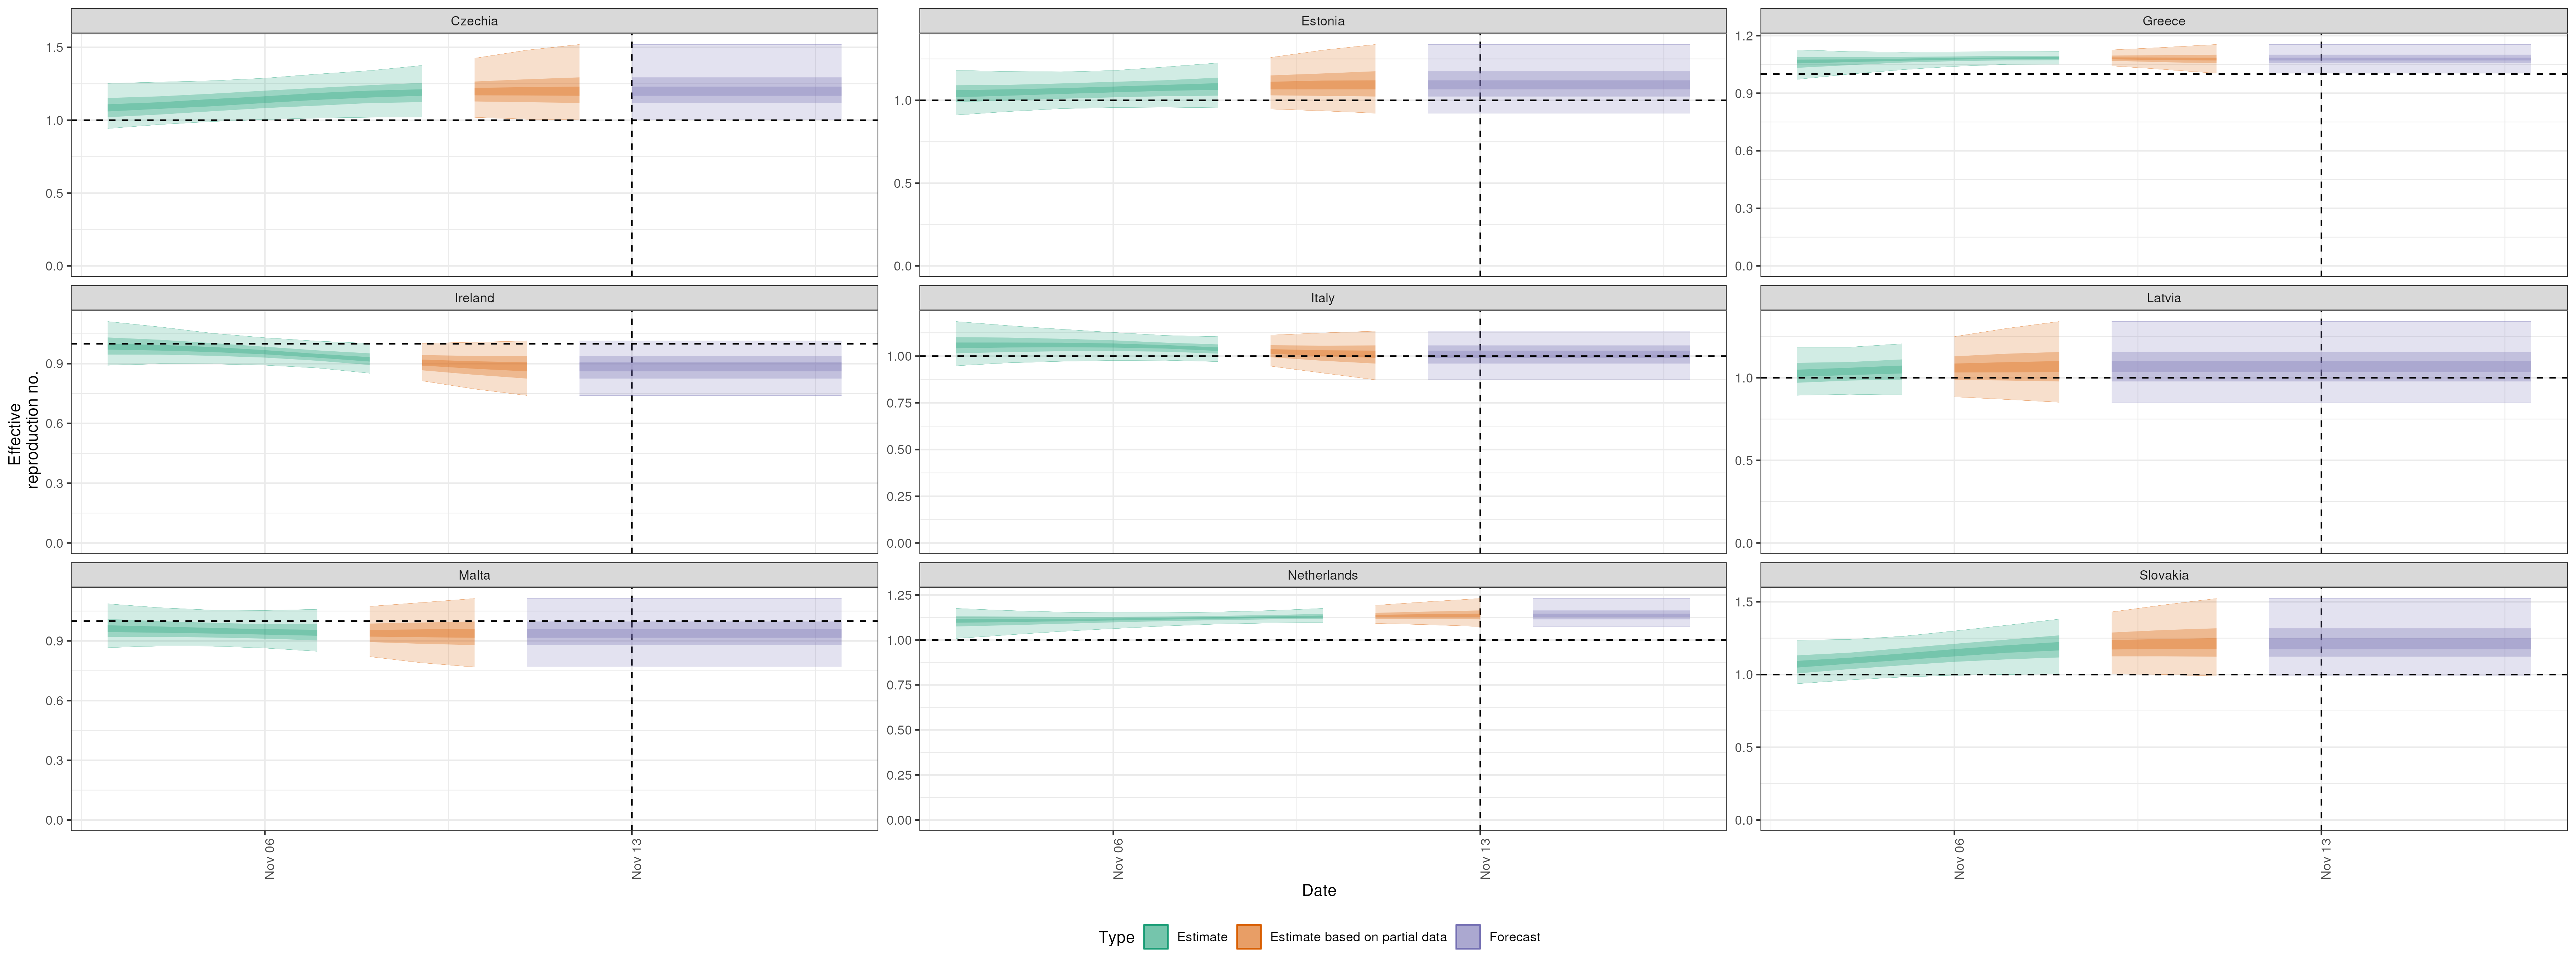 Czechia
Estonia
Greece
1.5
1.0
0.5
0.0
1.0
0.5
0.0
1.2
0.9
0.6
0.3
0.0
Ireland
Italy
Latvia
0.9
0.6
0.3
0.0
1.00
0.75
0.50
0.25
0.00
1.0
0.5
0.0
Effective
reproduction no.
Malta
Netherlands
Slovakia
0.9
0.6
0.3
0.0
1.25
1.00
0.75
0.50
0.25
0.00
1.5
1.0
0.5
0.0
Nov 06
Nov 13
Nov 06
Nov 13
Nov 06
Nov 13
Date
Type Estimate Estimate based on partial data Forecast